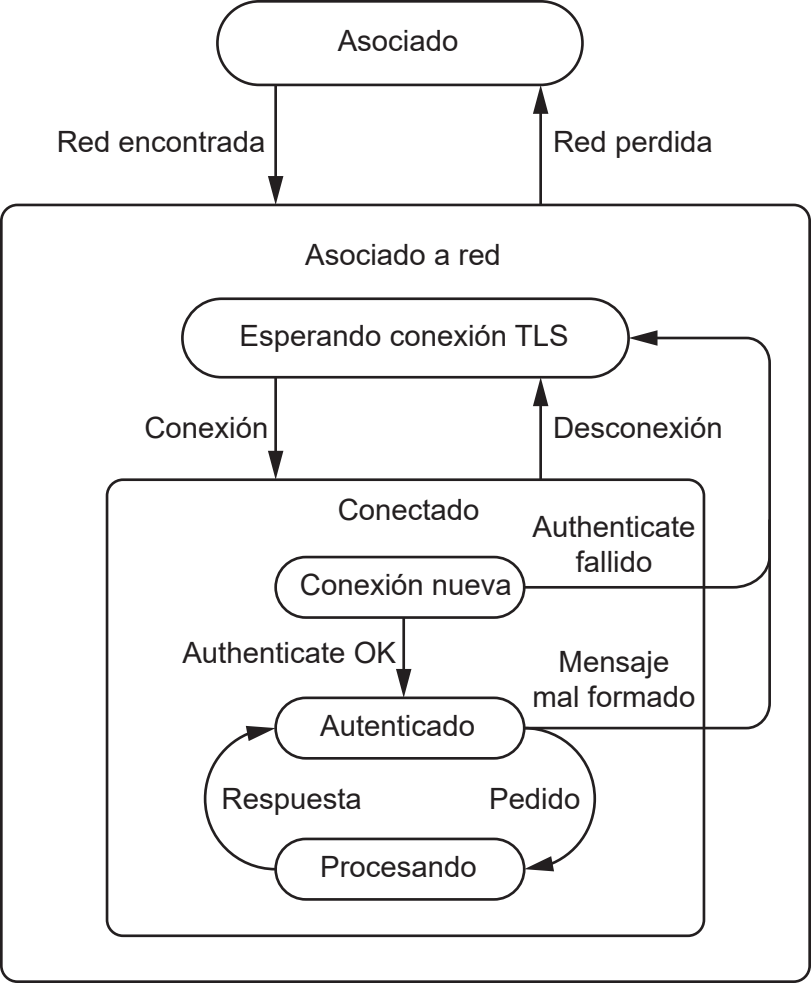 Asociado
Red encontrada
Red perdida
Asociado a red
Esperando conexión TLS
Conexión
Desconexión
Conectado
Authenticate
fallido
Conexión nueva
Authenticate OK
Mensaje
mal formado
Autenticado
Respuesta
Pedido
Procesando